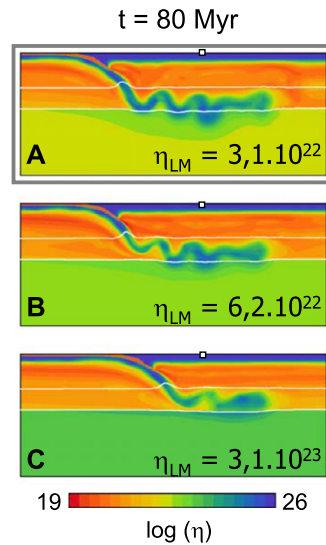 t = 80 Myr
A
η_LM = 3,1.10^22
B
η_LM = 6,2.10^22
C
η_LM = 3,1.10^23
19 26
log (η)